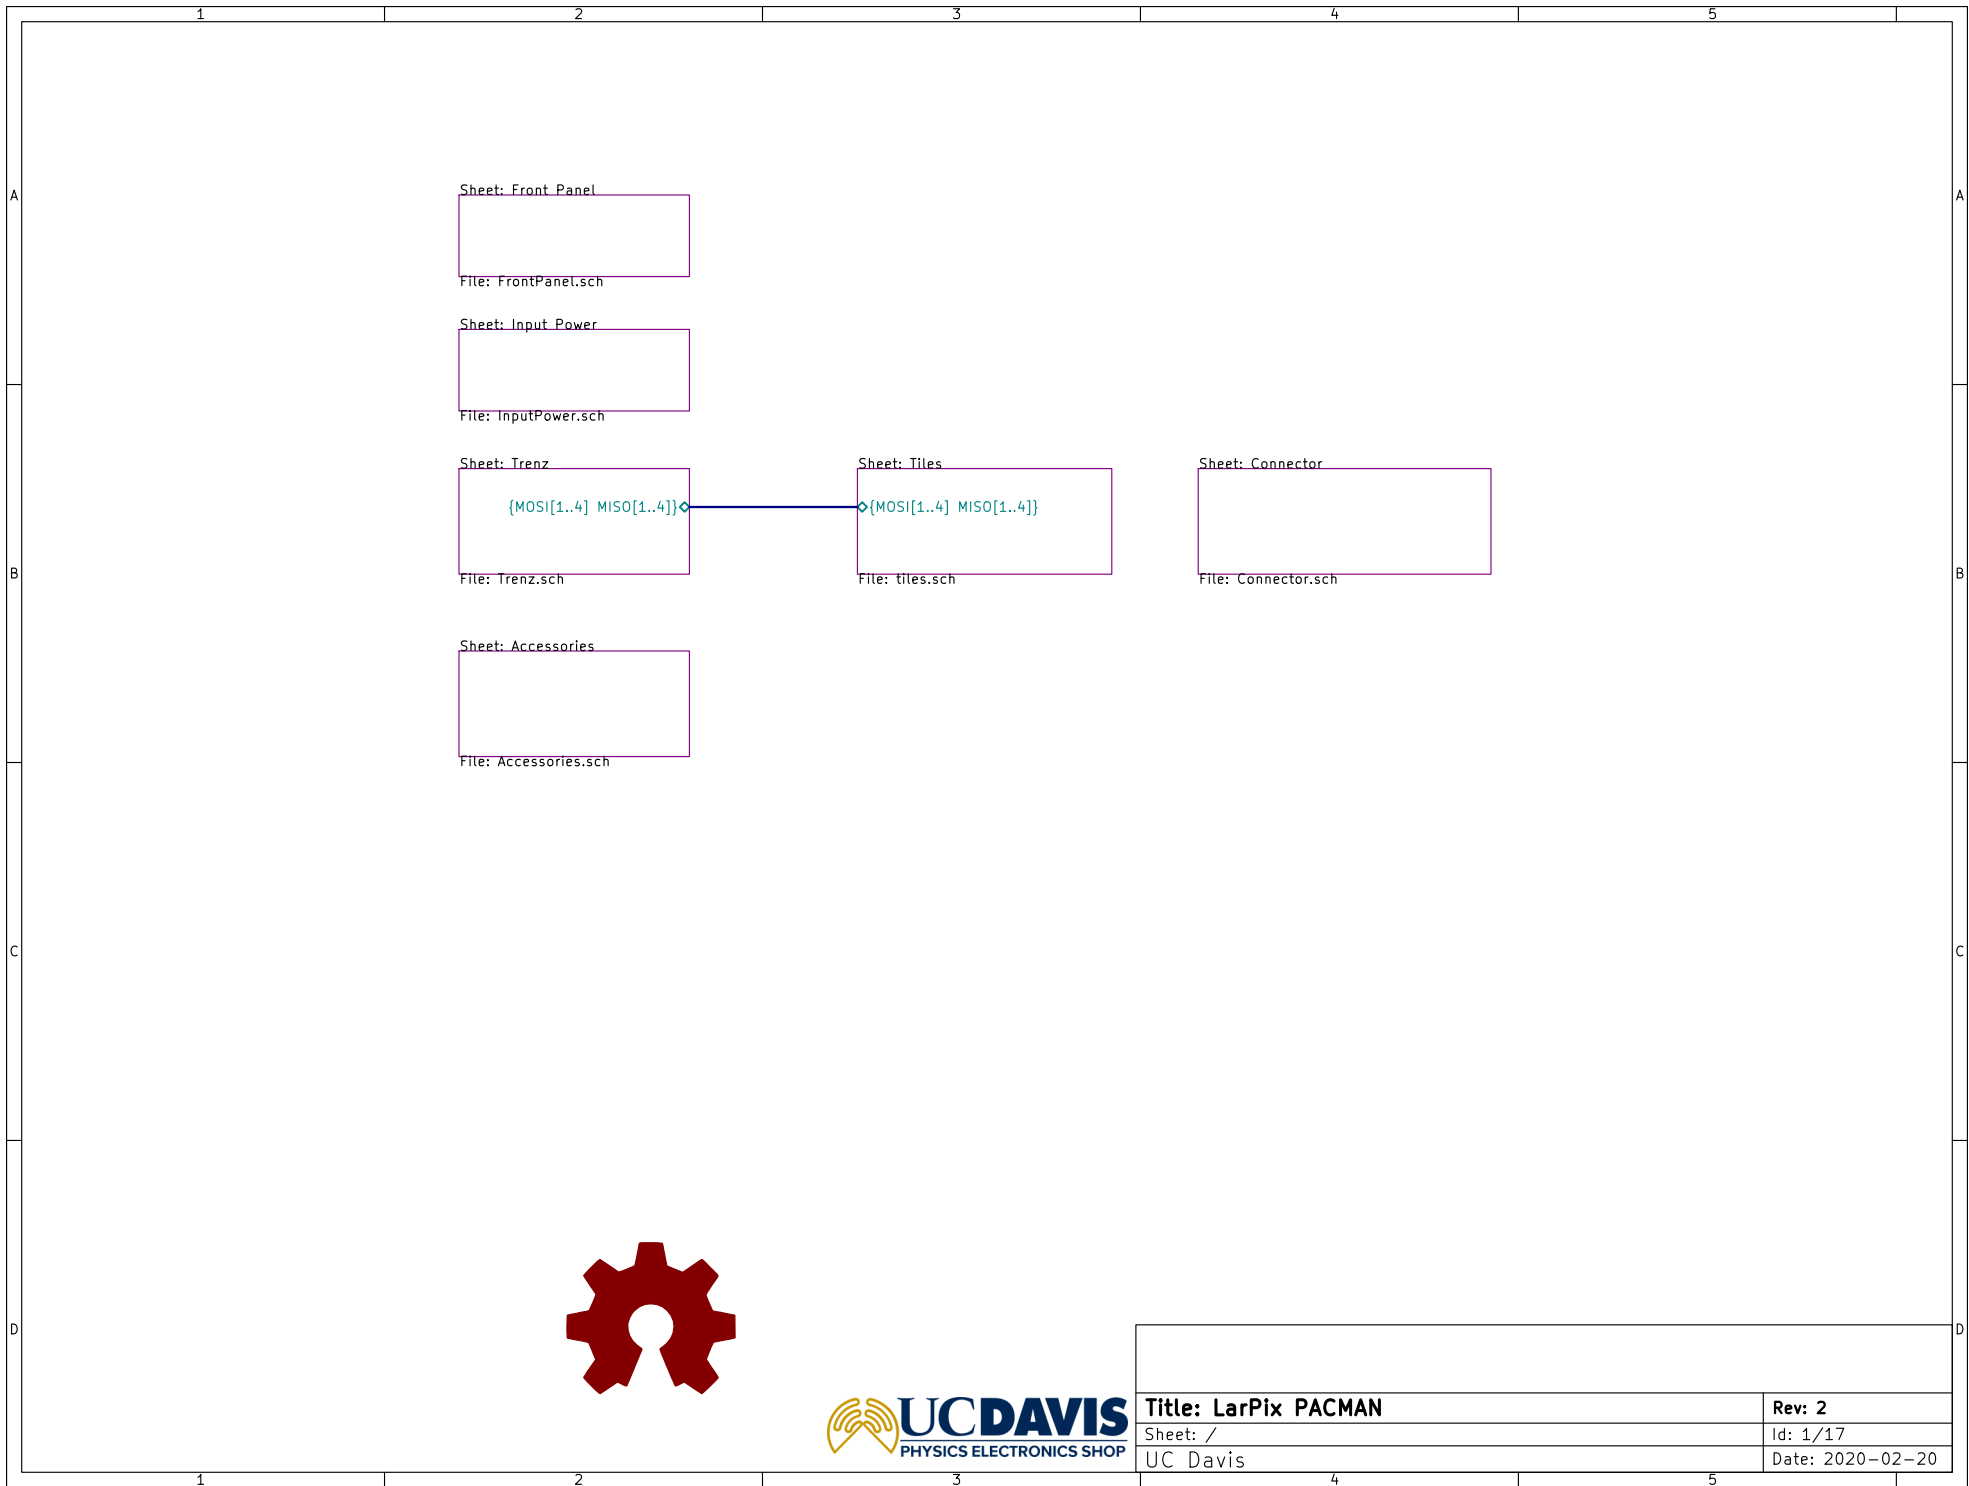 1 2 3 4 5
A A
Sheet: Front Panel
File: FrontPanel.sch
Sheet: Input Power
File: InputPower.sch
Sheet: Trenz
{MOSI[1..4] MISO[1..4]}
File: Trenz.sch
Sheet: Tiles
{MOSI[1..4] MISO[1..4]}
File: tiles.sch
Sheet: Connector
File: Connector.sch
B B
Sheet: Accessories
File: Accessories.sch
C C
D D
UCDAVIS
PHYSICS ELECTRONICS SHOP
Title: LarPix PACMAN
Rev: 2
Sheet: /
Id: 1/17
UC Davis
Date: 2020-02-20
1 2 3 4 5